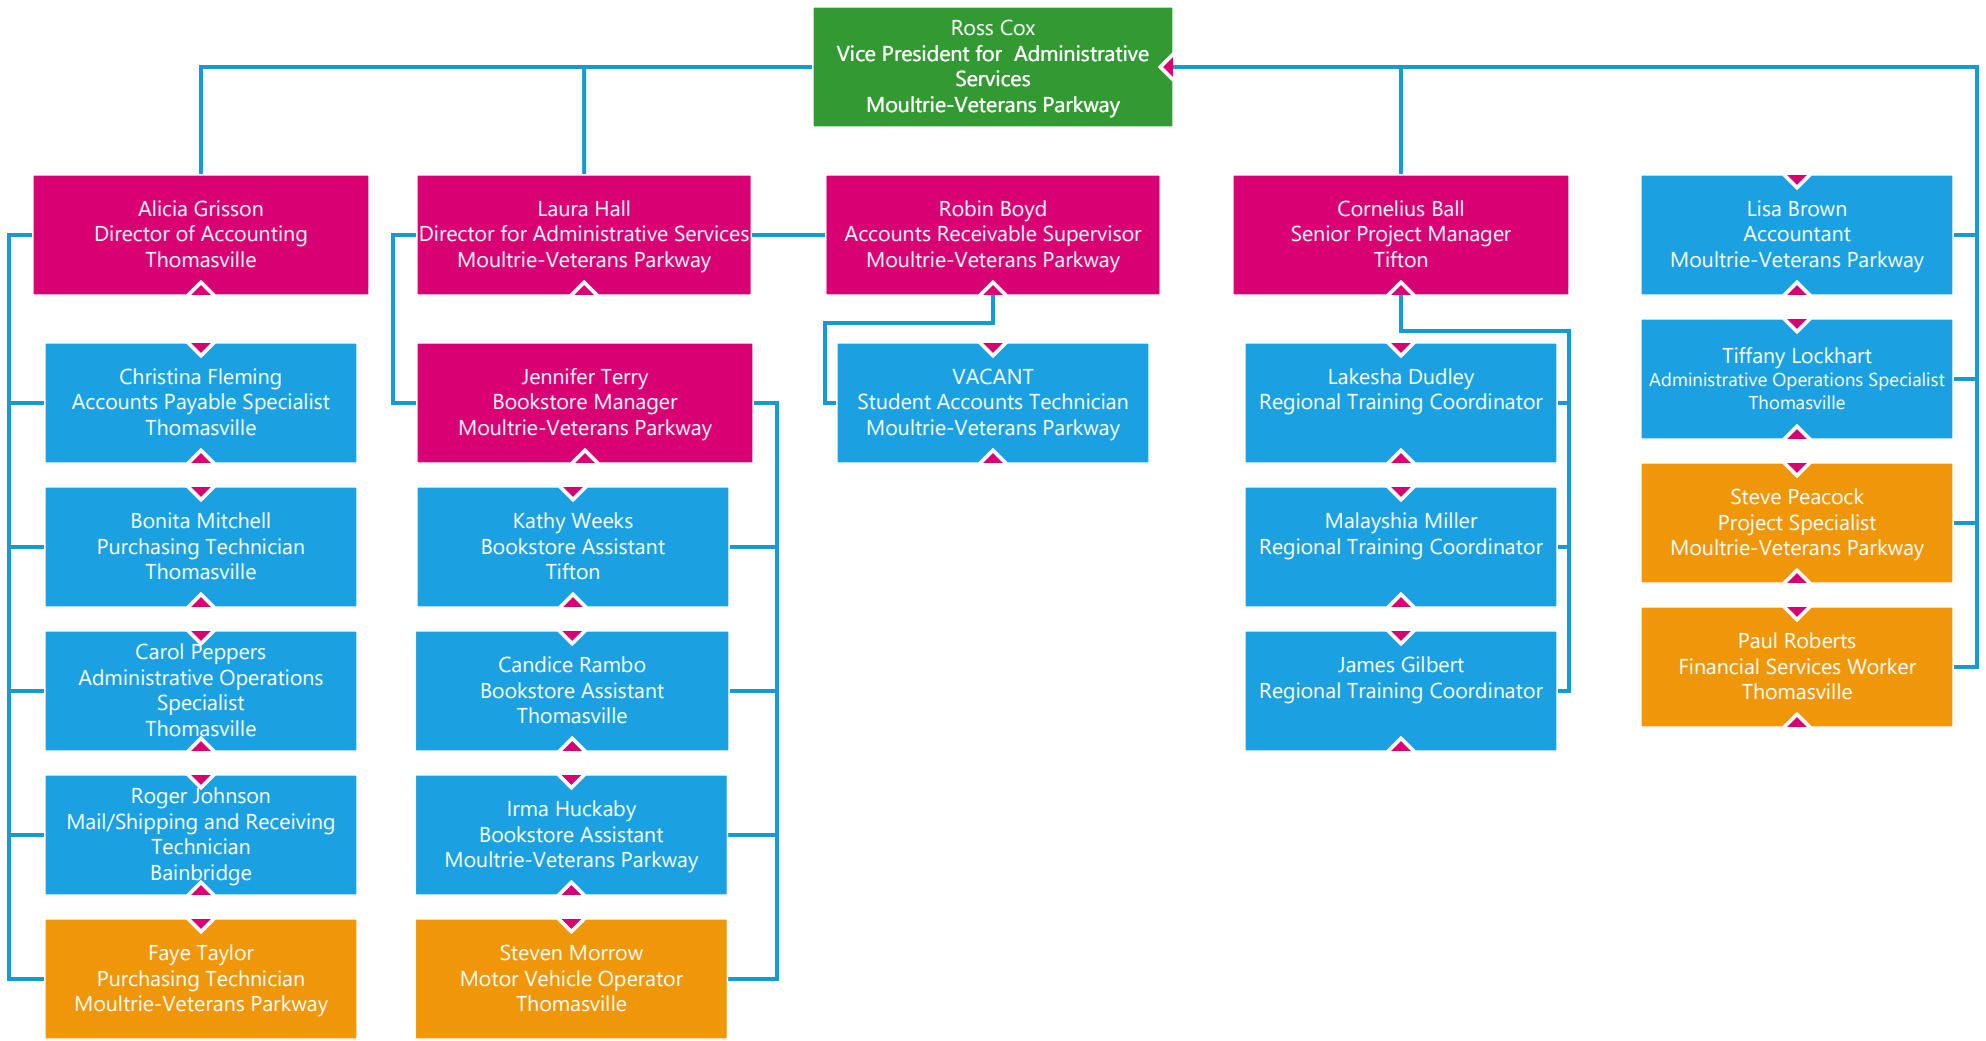 Ross Cox
Vice President for  Administrative
Services
Moultrie-Veterans Parkway
Alicia Grisson
Director of Accounting
Thomasville
Laura Hall
Director for Administrative Services
Moultrie-Veterans Parkway
Robin Boyd
Accounts Receivable Supervisor
Moultrie-Veterans Parkway
Cornelius Ball
Senior Project Manager
Tifton
Lisa Brown
Accountant
Moultrie-Veterans Parkway
Christina Fleming
Accounts Payable Specialist
Thomasville
Jennifer Terry
Bookstore Manager
Moultrie-Veterans Parkway
VACANT
Student Accounts Technician
Moultrie-Veterans Parkway
Lakesha Dudley
Regional Training Coordinator
Tiffany Lockhart
Administrative Operations Specialist
Thomasville
Bonita Mitchell
Purchasing Technician
Thomasville
Kathy Weeks
Bookstore Assistant
Tifton
Malayshia Miller
Regional Training Coordinator
Steve Peacock
Project Specialist
Moultrie-Veterans Parkway
Carol Peppers
Administrative Operations
Specialist
Thomasville
Candice Rambo
Bookstore Assistant
Thomasville
James Gilbert
Regional Training Coordinator
Paul Roberts
Financial Services Worker
Thomasville
Roger Johnson
Mail/Shipping and Receiving
Technician
Bainbridge
Irma Huckaby
Bookstore Assistant
Moultrie-Veterans Parkway
Faye Taylor
Purchasing Technician
Moultrie-Veterans Parkway
Steven Morrow
Motor Vehicle Operator
Thomasville